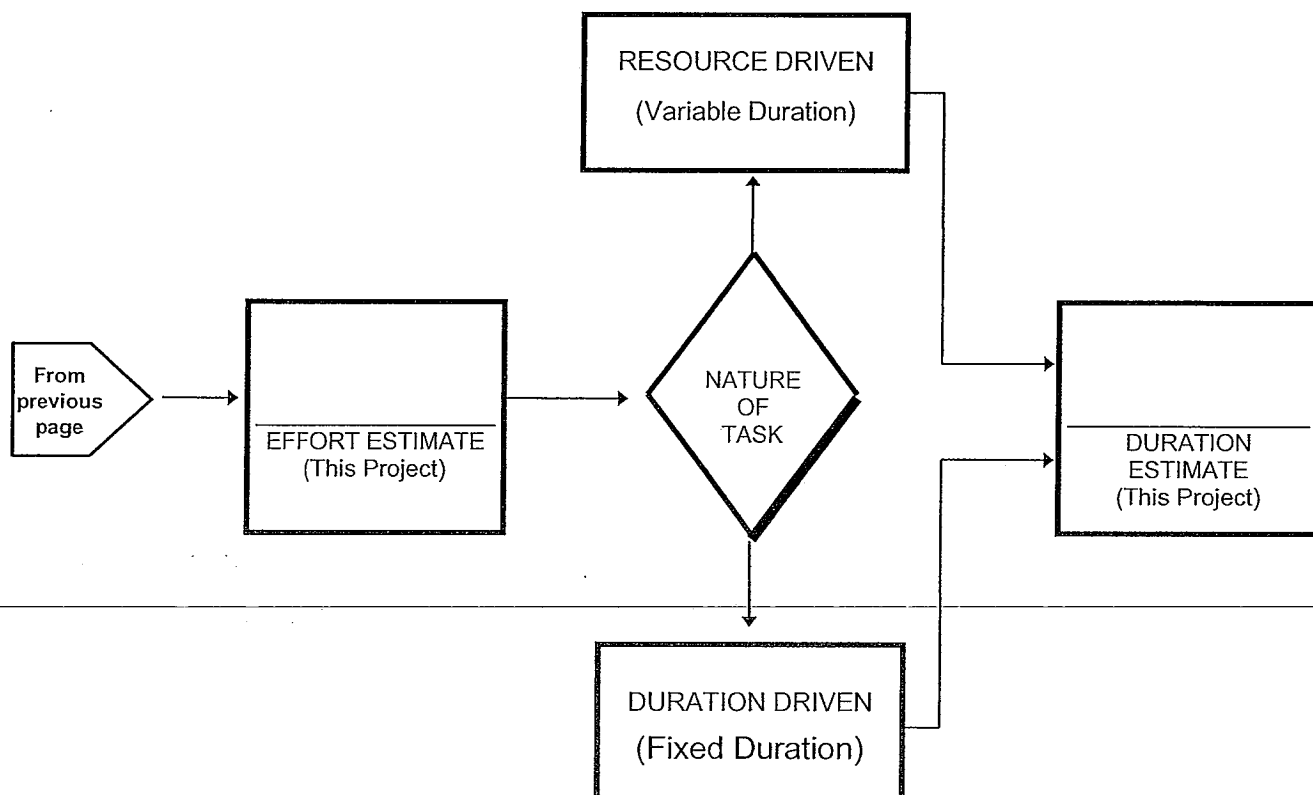 RESOURCE DRIVEN
(Variable Duration)
From
previous
page
EFFORT ESTIMATE
(This Project)
NATURE
OF
TASK
DURATION
ESTIMATE
(This Project)
DURATION DRIVEN
(Fixed Duration)